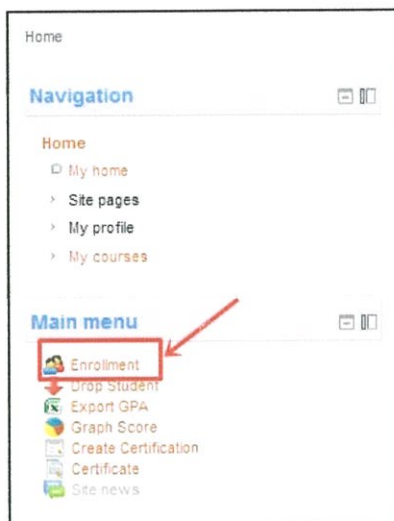 Home
Navigation
Home
My home
Site pages
My profile
My courses
Main menu
Enrollment
Drop Student
Export GPA
Graph Score
Create Certification
Certificate
Site news